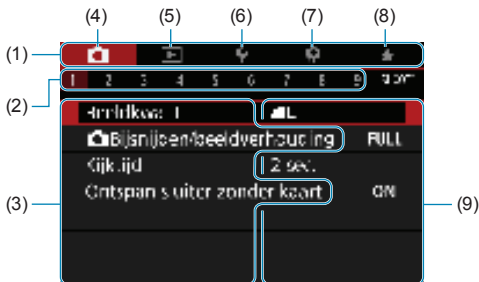 (4) (5) (6) (7) (8)
(1)
(2) 1 2 3 4 5 6 7 8 9
Beeldkwal.
L
Bijsnijden/beeldverhouding FULL
(3) Kijktijd 2 sec. (9)
Ontspan sluiter zonder kaart ON